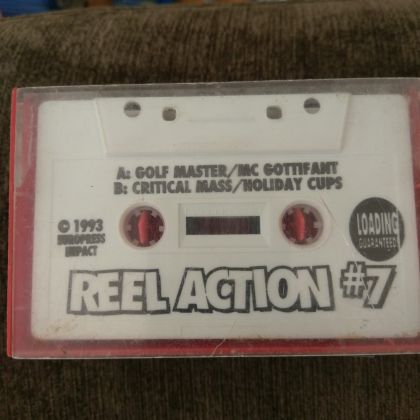 A: GOLF MASTER/MC GOTTIFANT
B: CRITICAL MASS/HOLIDAY CUPS
© 1993
EUROPRESS
IMPACT
LOADING
GUARANTEED
REEL ACTION #7